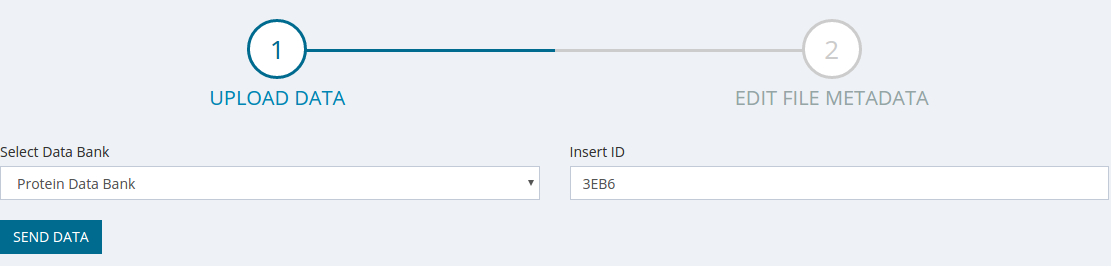 1
2
UPLOAD DATA
EDIT FILE METADATA
Select Data Bank
Insert ID
Protein Data Bank
3EB6
SEND DATA